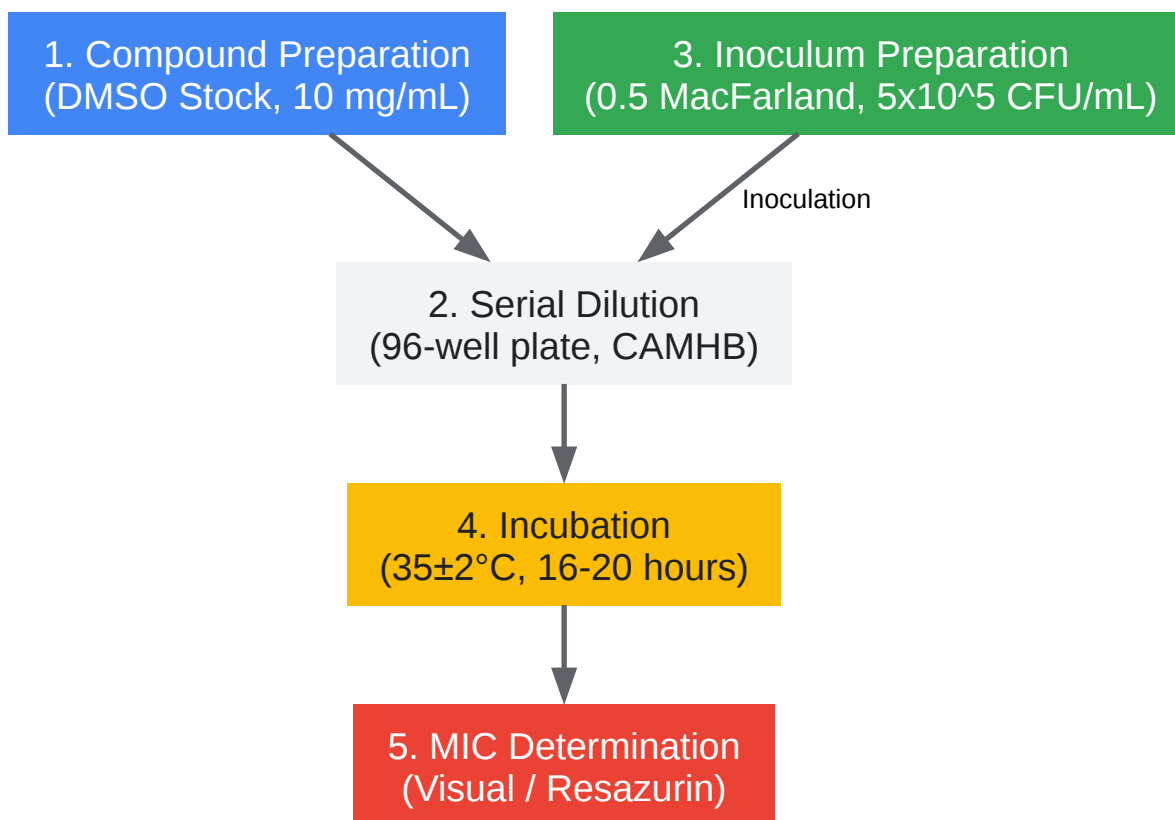 1. Compound Preparation
(DMSO Stock, 10 mg/mL)
3. Inoculum Preparation
(0.5 MacFarland, 5x10^5 CFU/mL)
Inoculation
2. Serial Dilution
(96-well plate, CAMHB)
4. Incubation
(35±2°C, 16-20 hours)
5. MIC Determination
(Visual / Resazurin)